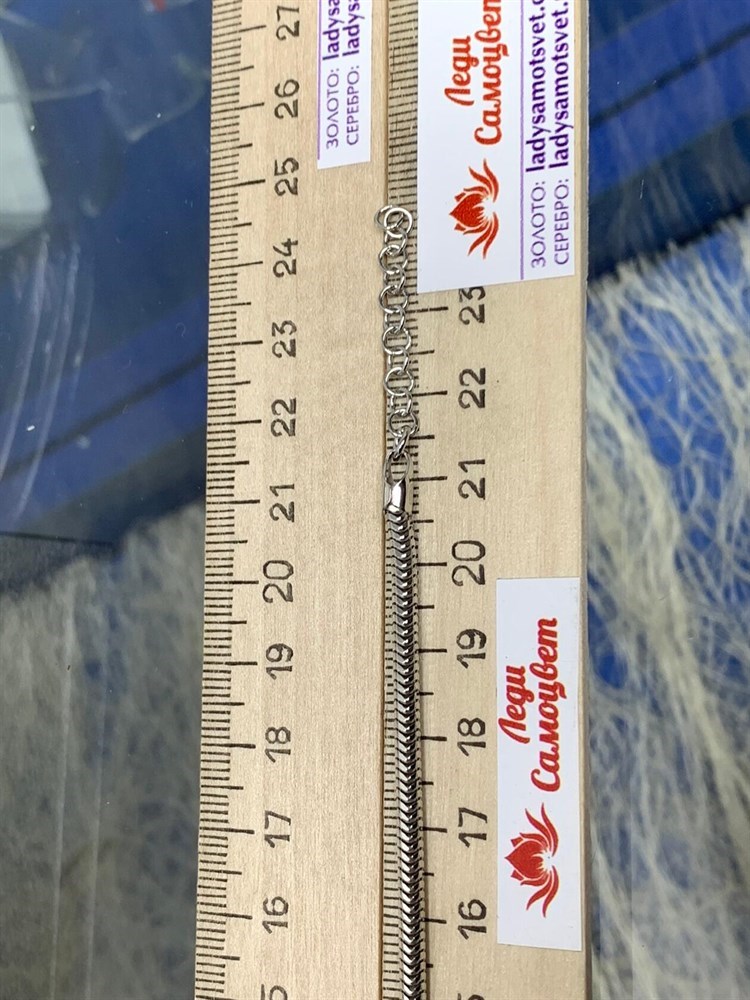 27
26
25
24
23
22
21
20
19
18
17
16
ЗОЛОТО: ladysa
СЕРЕБРО: ladysa
Леди
Самоцвет
ЗОЛОТО: ladysamotsvet.
СЕРЕБРО: ladysamotsvet.
23
22
21
20
19
18
17
16
Леди
Самоцвет